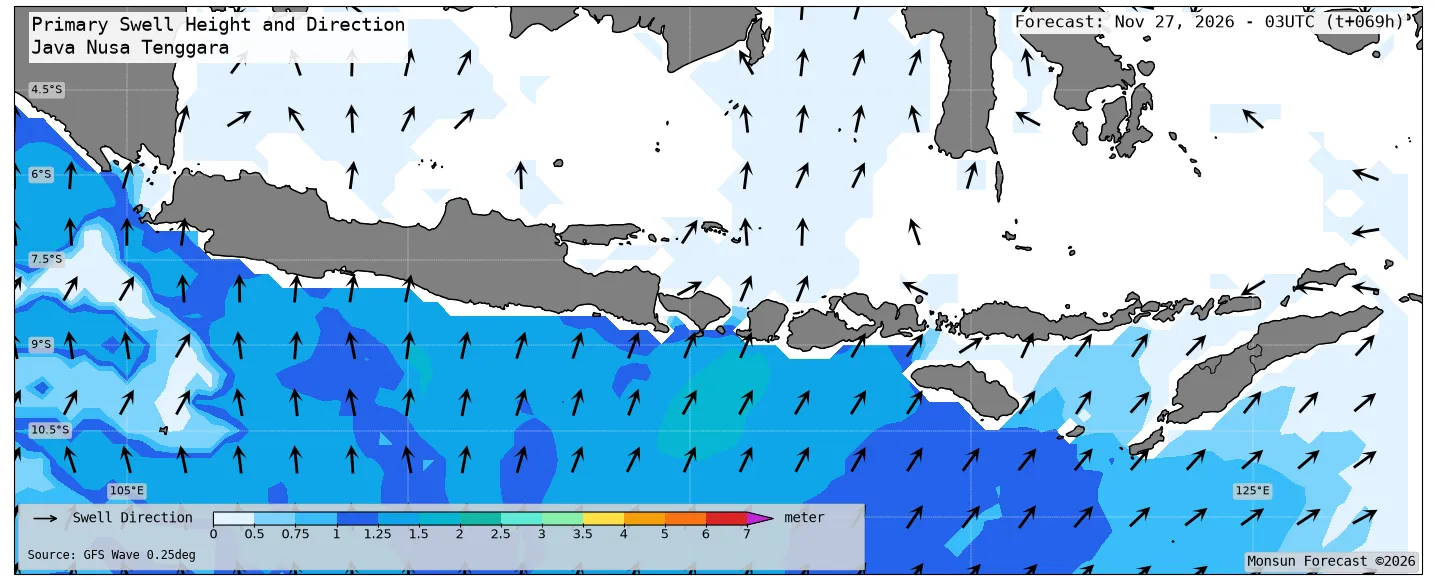 Primary Swell Height and Direction
Java Nusa Tenggara
Forecast: Nov 27, 2026 - 03UTC (t+069h)
4.5°S
6°S
7.5°S
9°S
10.5°S
105°E
125°E
Swell Direction
0 0.5 0.75 1 1.25 1.5 2 2.5 3 3.5 4 5 6 7
meter
Source: GFS Wave 0.25deg
Monsun Forecast ©2026